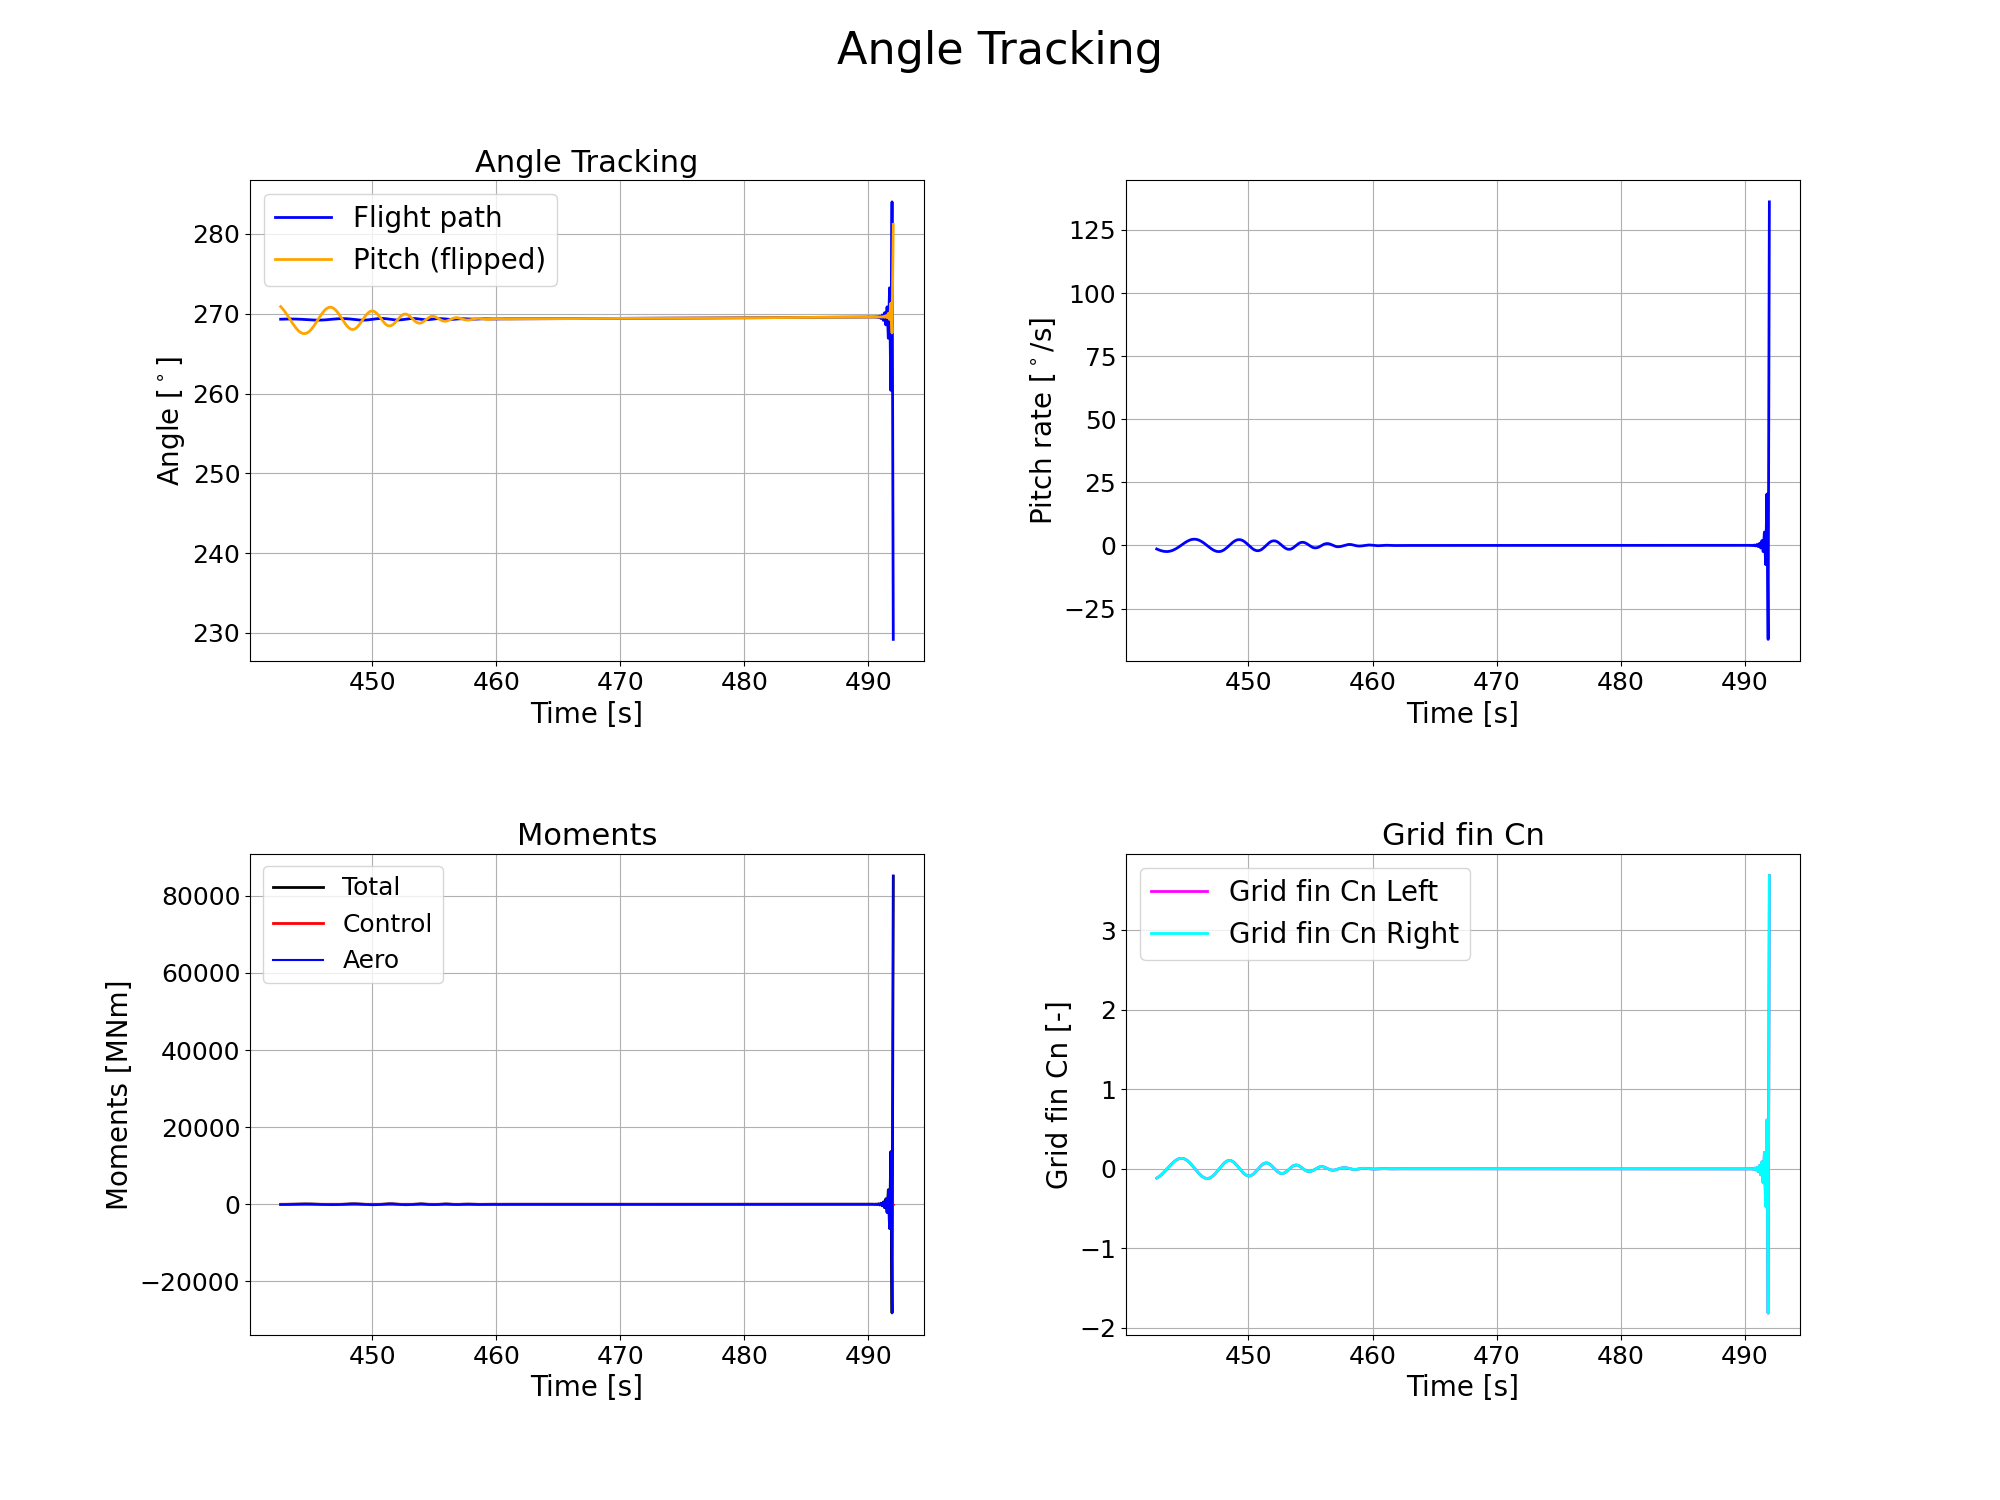 Angle Tracking
Angle Tracking
Flight path
Pitch (flipped)
280
270
260
250
240
230
Angle [°]
450 460 470 480 490
Time [s]
125
100
75
50
25
0
−25
Pitch rate [°/s]
450 460 470 480 490
Time [s]
Moments
Total
Control
Aero
80000
60000
40000
20000
0
−20000
Moments [MNm]
450 460 470 480 490
Time [s]
Grid fin Cn
Grid fin Cn Left
Grid fin Cn Right
3
2
1
0
−1
−2
Grid fin Cn [-]
450 460 470 480 490
Time [s]